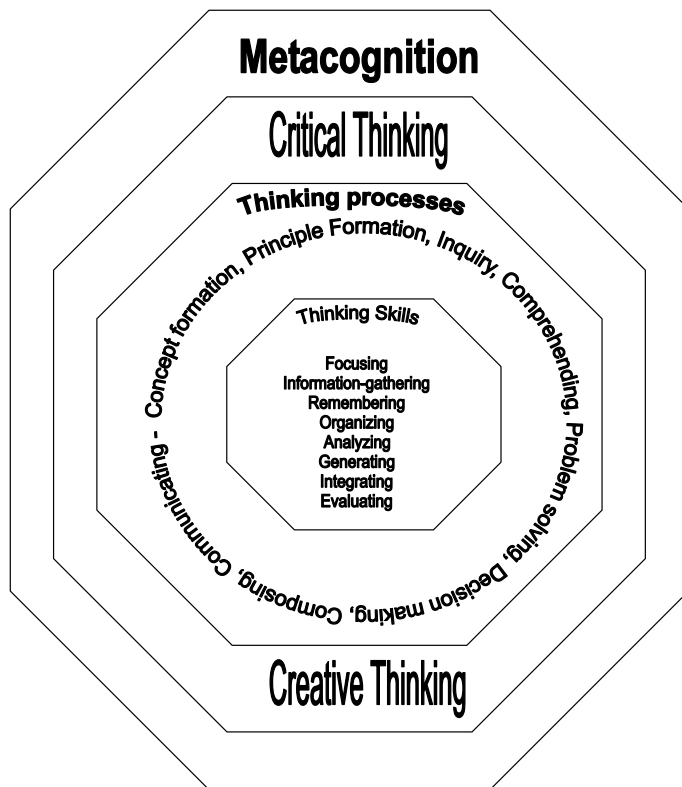 Metacognition
Critical Thinking
Thinking processes
Concept formation, Principle Formation, Inquiry, Comprehending, Problem solving, Decision making, Composing, Communicating -
Thinking Skills
Focusing
Information-gathering
Remembering
Organizing
Analyzing
Generating
Integrating
Evaluating
Creative Thinking